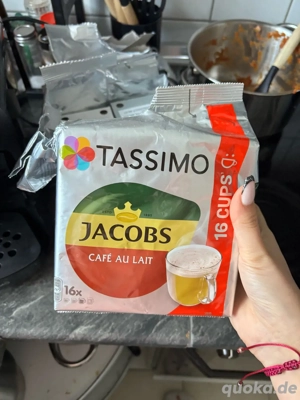 TASSIMO
JACOBS
CAFÉ AU LAIT
16x
16 CUPS
quoka.de